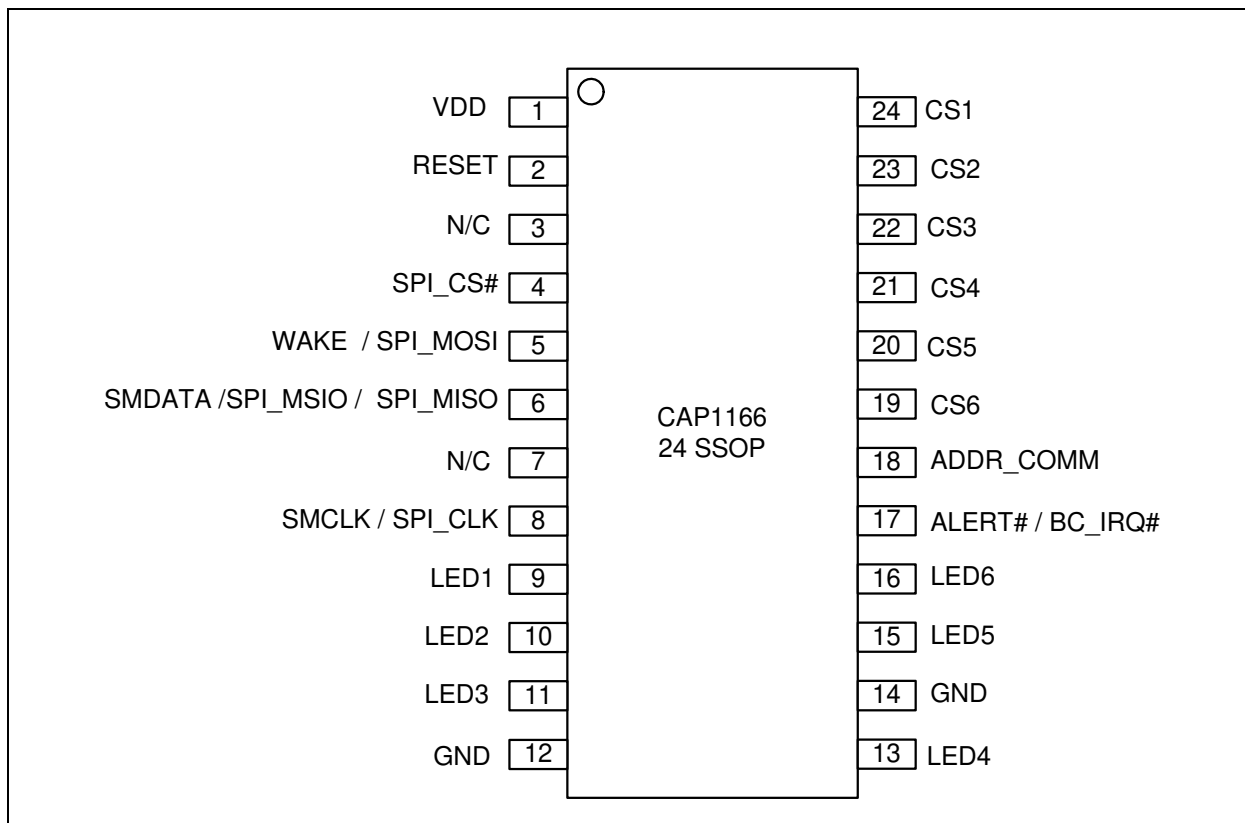 VDD 1
RESET 2
N/C 3
SPI_CS# 4
WAKE / SPI_MOSI 5
SMDATA /SPI_MSIO / SPI_MISO 6
N/C 7
SMCLK / SPI_CLK 8
LED1 9
LED2 10
LED3 11
GND 12
CAP1166
24 SSOP
24 CS1
23 CS2
22 CS3
21 CS4
20 CS5
19 CS6
18 ADDR_COMM
17 ALERT# / BC_IRQ#
16 LED6
15 LED5
14 GND
13 LED4